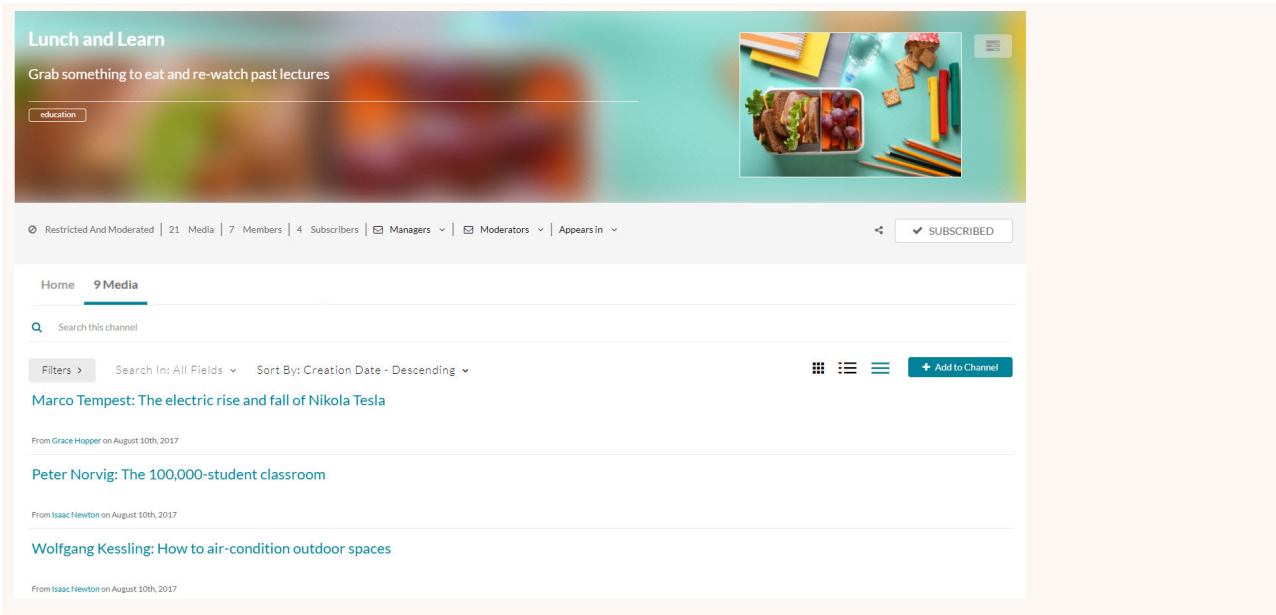 Lunch and Learn
Grab something to eat and re-watch past lectures
education
Restricted And Moderated | 21 Media | 7 Members | 4 Subscribers | Managers | Moderators | Appears in
SUBSCRIBED
Home 9 Media
Search this channel
Filters > Search In: All Fields Sort By: Creation Date - Descending
+ Add to Channel
Marco Tempest: The electric rise and fall of Nikola Tesla
From Grace Hopper on August 10th, 2017
Peter Norvig: The 100,000-student classroom
From Isaac Newton on August 10th, 2017
Wolfgang Kessling: How to air-condition outdoor spaces
From Isaac Newton on August 10th, 2017